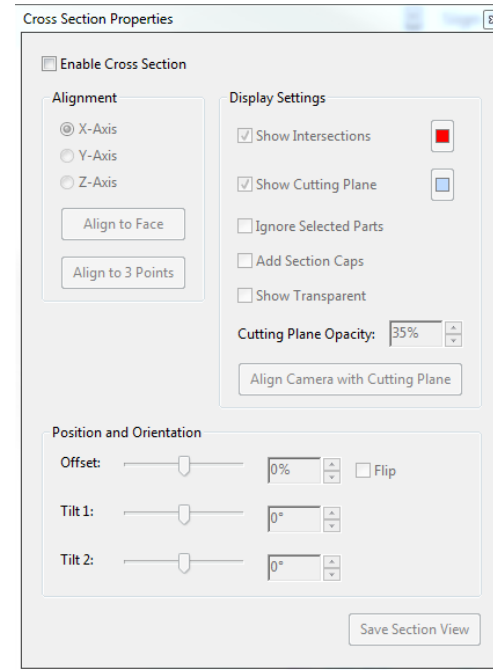 Cross Section Properties
Enable Cross Section
Alignment
X-Axis
Y-Axis
Z-Axis
Align to Face
Align to 3 Points
Display Settings
Show Intersections
Show Cutting Plane
Ignore Selected Parts
Add Section Caps
Show Transparent
Cutting Plane Opacity: 35%
Align Camera with Cutting Plane
Position and Orientation
Offset: 0% Flip
Tilt 1: 0°
Tilt 2: 0°
Save Section View